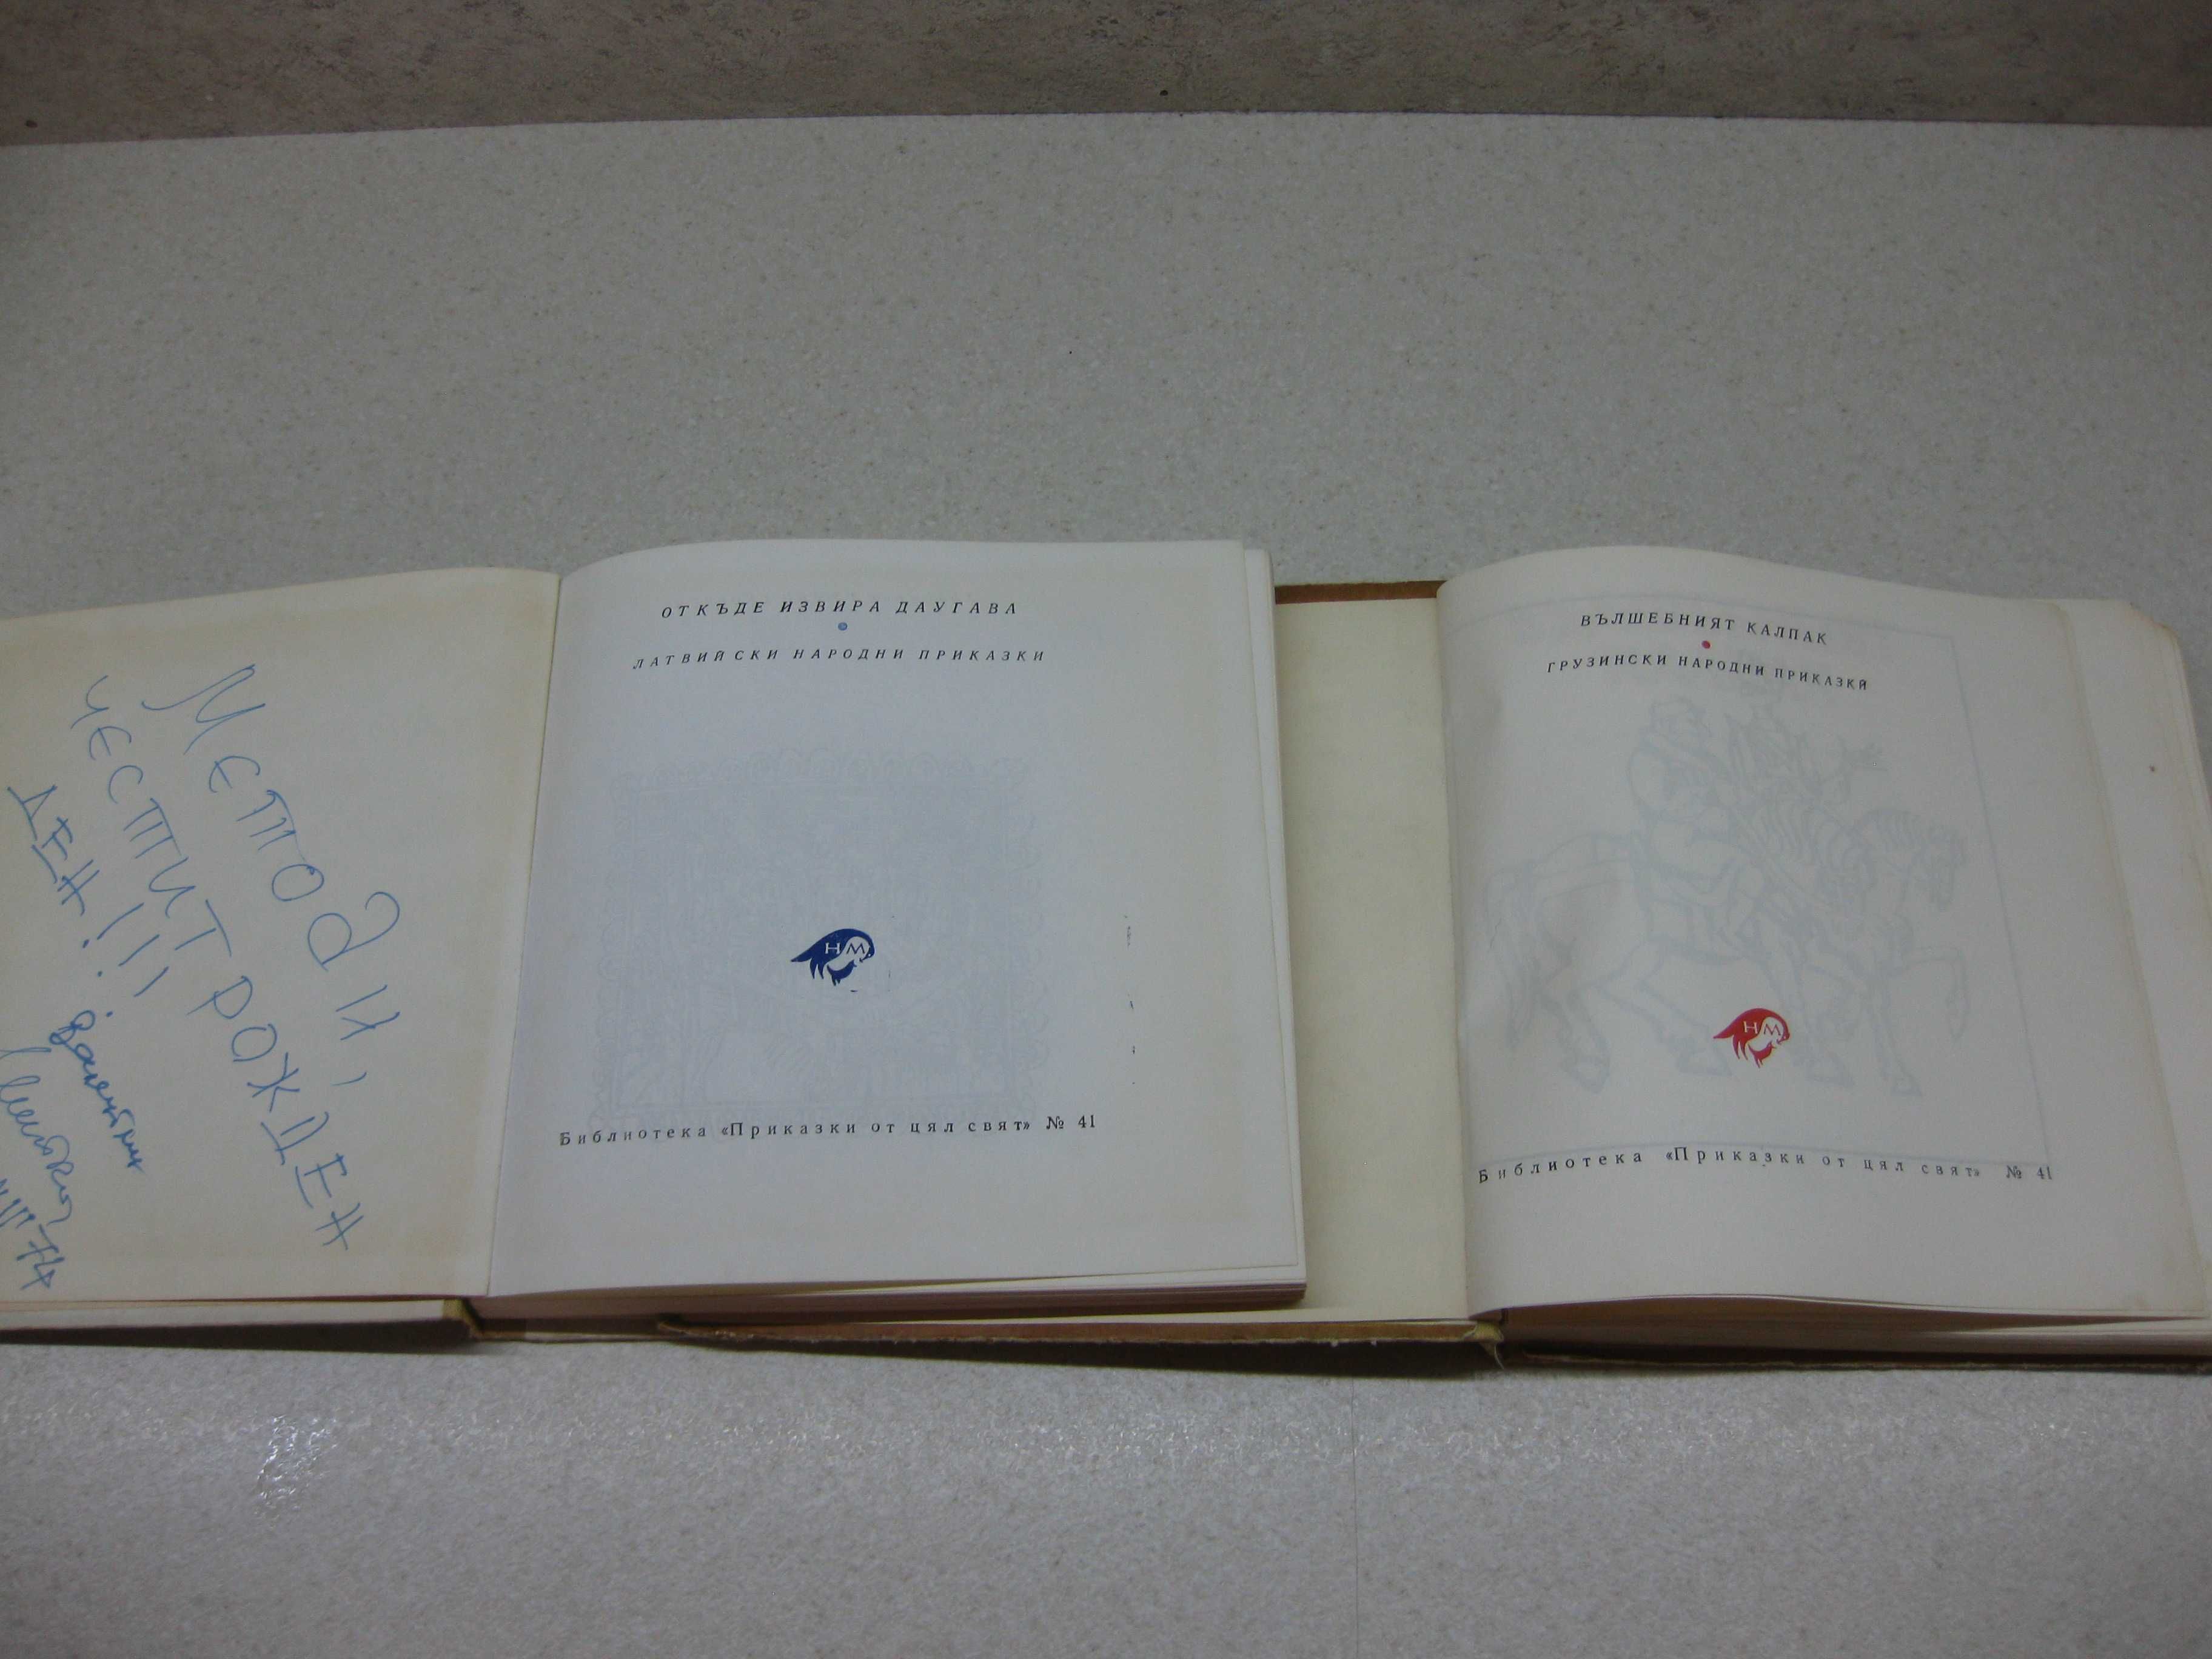 Методи,
ЧЕСТИТ РОЖДЕН
ДЕН!!!
ОТКЪДЕ ИЗВИРА ДАУГАВА
ЛАТВИЙСКИ НАРОДНИ ПРИКАЗКИ
НМ
Библиотека «Приказки от цял свят» № 41
ВЪЛШЕБНИЯТ КАЛПАК
ГРУЗИНСКИ НАРОДНИ ПРИКАЗКИ
НМ
Библиотека «Приказки от цял свят» № 41